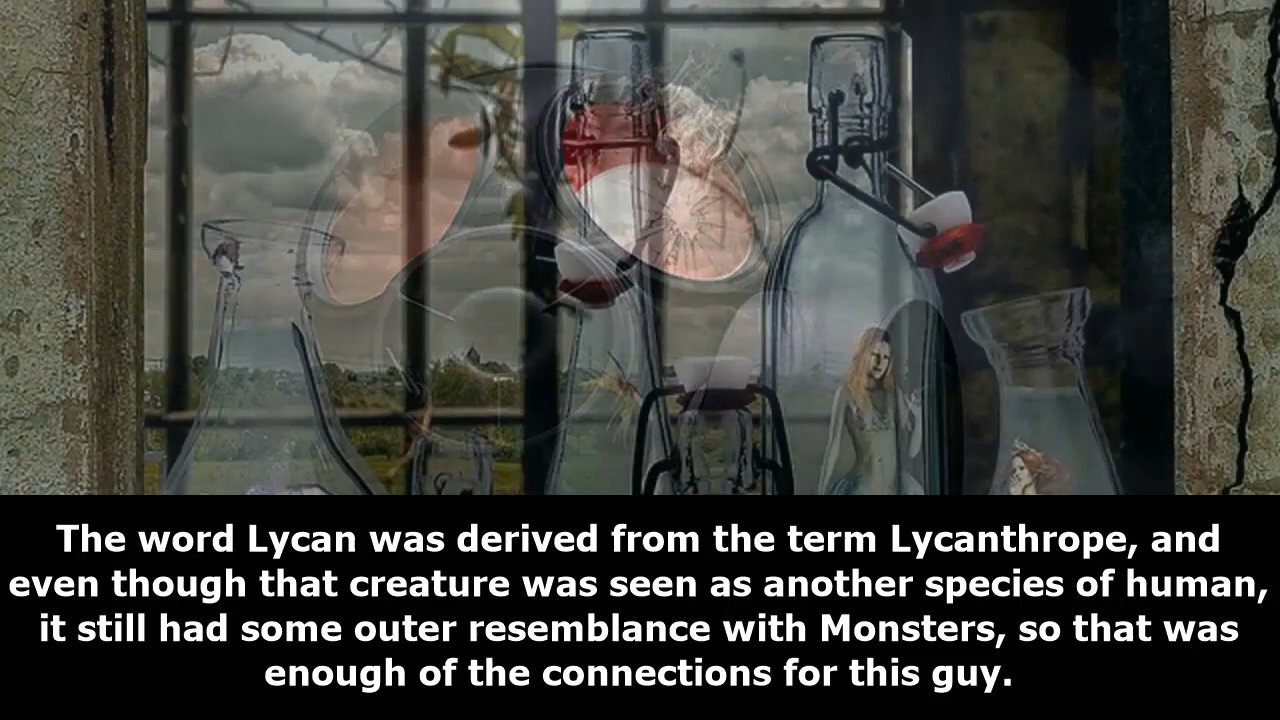 The word Lycan was derived from the term Lycanthrope, and
even though that creature was seen as another species of human,
it still had some outer resemblance with Monsters, so that was
enough of the connections for this guy.